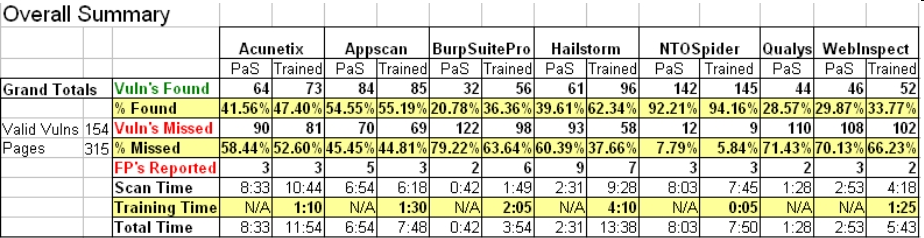 Overall Summary
Acunetix Appscan BurpSuitePro Hailstorm NTOSpider Qualys WebInspect
PaS Trained PaS Trained PaS Trained PaS Trained PaS Trained PaS PaS Trained
Grand Totals Vuln's Found 64 73 84 85 32 56 61 96 142 145 44 46 52
% Found 41.56% 47.40% 54.55% 55.19% 20.78% 36.36% 39.61% 62.34% 92.21% 94.16% 28.57% 29.87% 33.77%
Valid Vulns 154 Vuln's Missed 90 81 70 69 122 98 93 58 12 9 110 108 102
Pages 315 % Missed 58.44% 52.60% 45.45% 44.81% 79.22% 63.64% 60.39% 37.66% 7.79% 5.84% 71.43% 70.13% 66.23%
FP's Reported 3 3 5 3 2 6 9 7 3 3 2 3 3
Scan Time 8:33 10:44 6:54 6:18 0:42 1:49 2:31 9:28 8:03 7:45 1:28 2:53 4:18
Training Time N/A 1:10 N/A 1:30 N/A 2:05 N/A 4:10 N/A 0:05 N/A N/A 1:25
Total Time 8:33 11:54 6:54 7:48 0:42 3:54 2:31 13:38 8:03 7:50 1:28 2:53 5:43